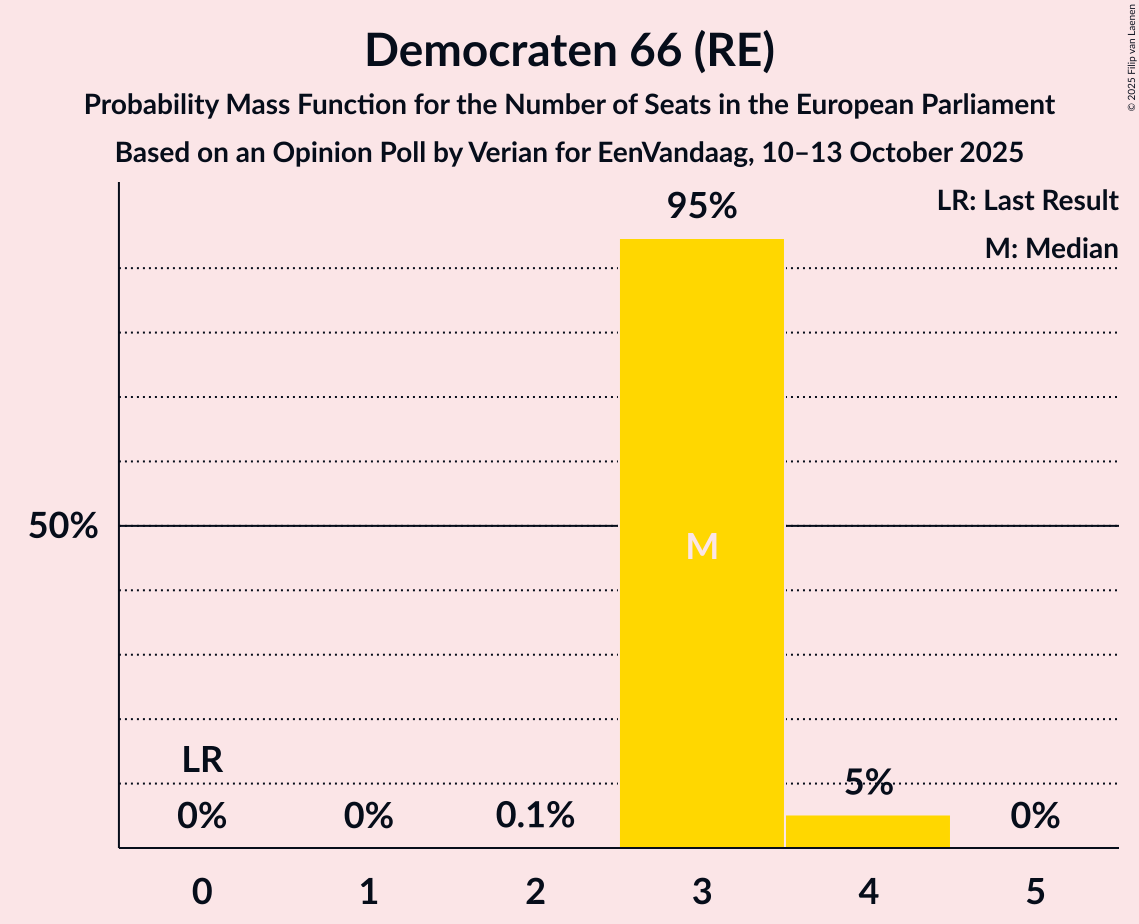 Democraten 66 (RE)
Probability Mass Function for the Number of Seats in the European Parliament
Based on an Opinion Poll by Verian for EenVandaag, 10–13 October 2025
© 2025 Filip van Laenen
LR: Last Result
M: Median
95%
50%
M
LR
5%
0%
0%
0.1%
0%
0
1
2
3
4
5